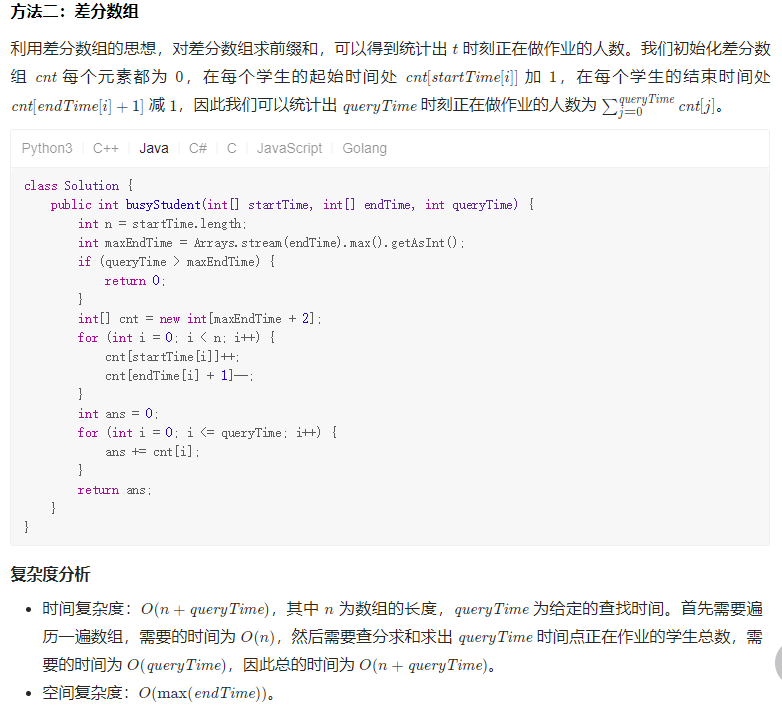 方法二：差分数组
利用差分数组的思想，对差分数组求前缀和，可以得到统计出 t 时刻正在做作业的人数。我们初始化差分数
组 cnt 每个元素都为 0，在每个学生的起始时间处 cnt[startTime[i]] 加 1，在每个学生的结束时间处
cnt[endTime[i] + 1] 减 1，因此我们可以统计出 queryTime 时刻正在做作业的人数为 ∑_{j=0}^{queryTime} cnt[j]。
Python3 C++ Java C# C JavaScript Golang
class Solution {
    public int busyStudent(int[] startTime, int[] endTime, int queryTime) {
        int n = startTime.length;
        int maxEndTime = Arrays.stream(endTime).max().getAsInt();
        if (queryTime > maxEndTime) {
            return 0;
        }
        int[] cnt = new int[maxEndTime + 2];
        for (int i = 0; i < n; i++) {
            cnt[startTime[i]]++;
            cnt[endTime[i] + 1]--;
        }
        int ans = 0;
        for (int i = 0; i <= queryTime; i++) {
            ans += cnt[i];
        }
        return ans;
    }
}
复杂度分析
• 时间复杂度：O(n + queryTime)，其中 n 为数组的长度，queryTime 为给定的查找时间。首先需要遍
历一遍数组，需要的时间为 O(n)，然后需要查分求和求出 queryTime 时间点正在作业的学生总数，需
要的时间为 O(queryTime)，因此总的时间为 O(n + queryTime)。
• 空间复杂度：O(max(endTime))。